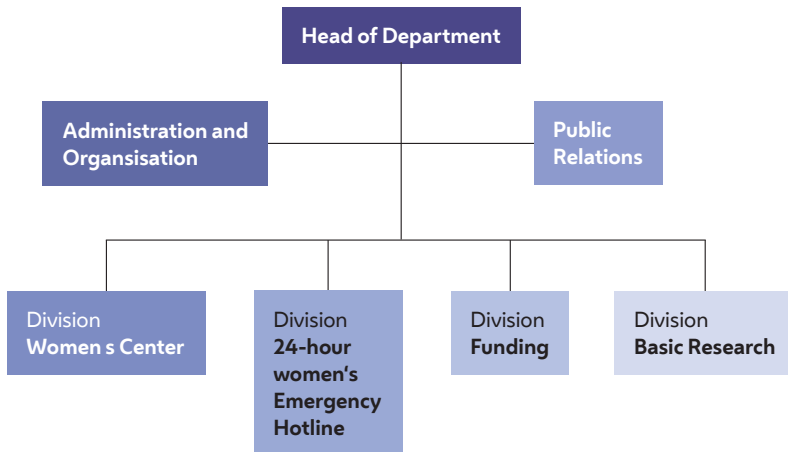 Head of Department
Administration and
Organsisation
Public
Relations
Division
Women s Center
Division
24-hour
women‘s
Emergency
Hotline
Division
Funding
Division
Basic Research